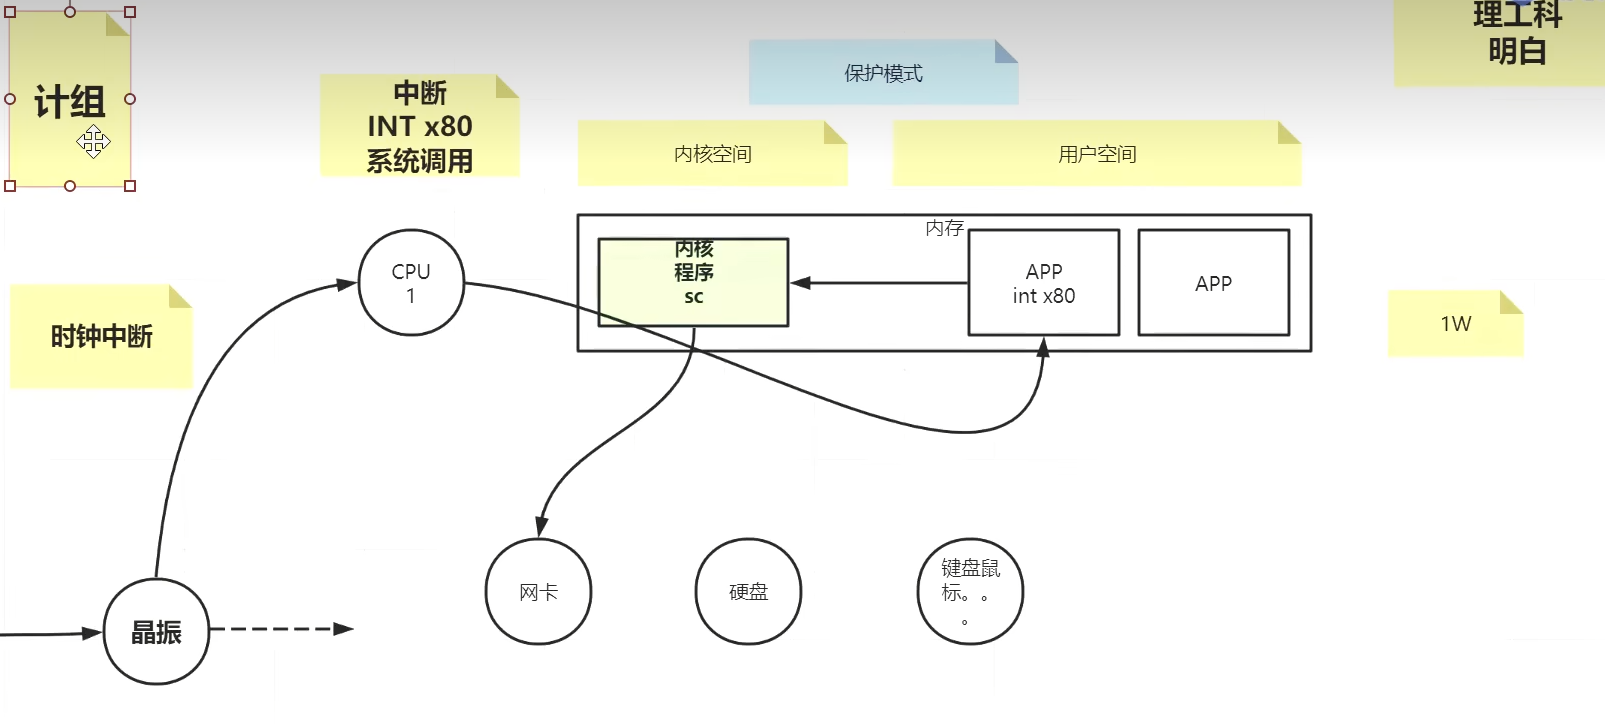 理工科
明白
计组
中断
INT x80
系统调用
保护模式
内核空间
用户空间
内存
内核
程序
sc
APP
int x80
APP
CPU
1
时钟中断
1W
晶振
网卡
硬盘
键盘鼠
标。。
。